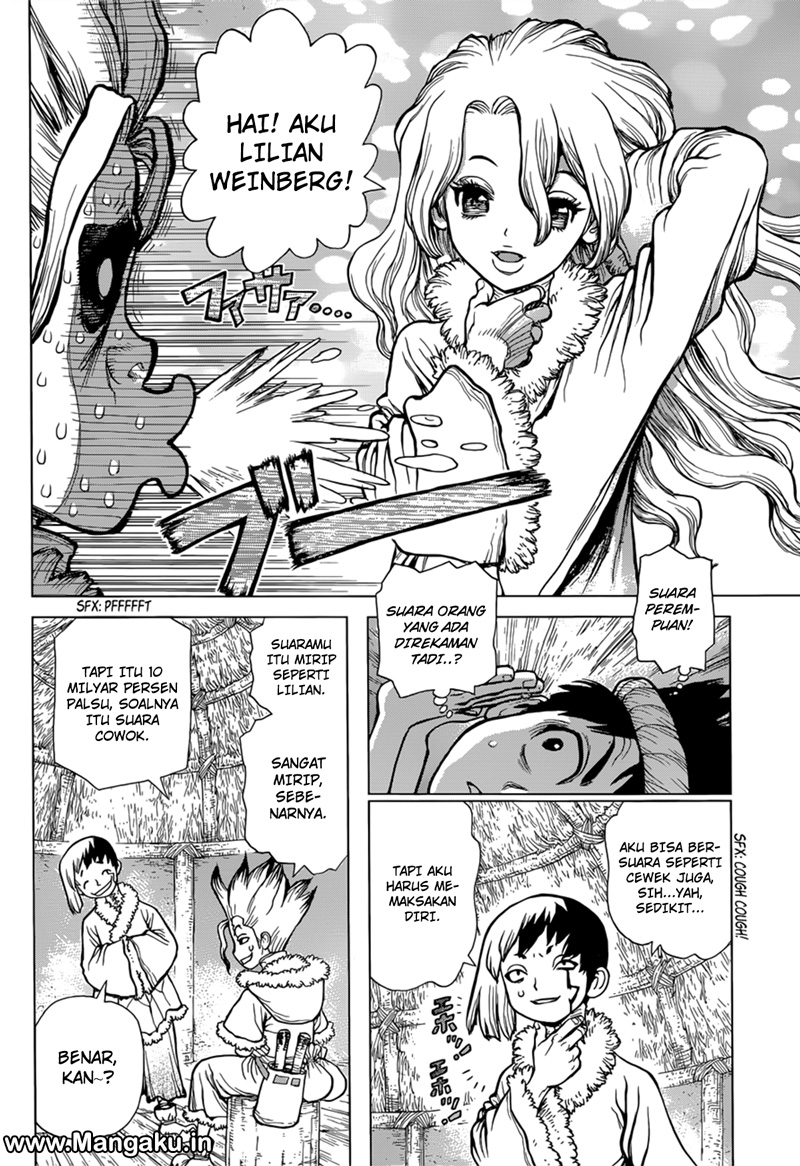 HAI! AKU
LILIAN
WEINBERG!
ファサァ....
ブーッ
SFX: PFFFFFT
SUARA
PEREM-
PUAN!
SUARA ORANG
YANG ADA
DIREKAMAN
TADI..?
AKU BISA BER-
SUARA SEPERTI
CEWEK JUGA,
SIH...YAH,
SEDIKIT...
SFX: COUGH COUGH!
TAPI AKU
HARUS ME-
MAKSAKAN
DIRI.
エホッ
エホッ
SUARAMU
ITU MIRIP
SEPERTI
LILIAN.
SANGAT
MIRIP,
SEBE-
NARNYA.
TAPI ITU 10
MILYAR PERSEN
PALSU, SOALNYA
ITU SUARA
COWOK.
BENAR,
KAN~?
www.Mangaku.in